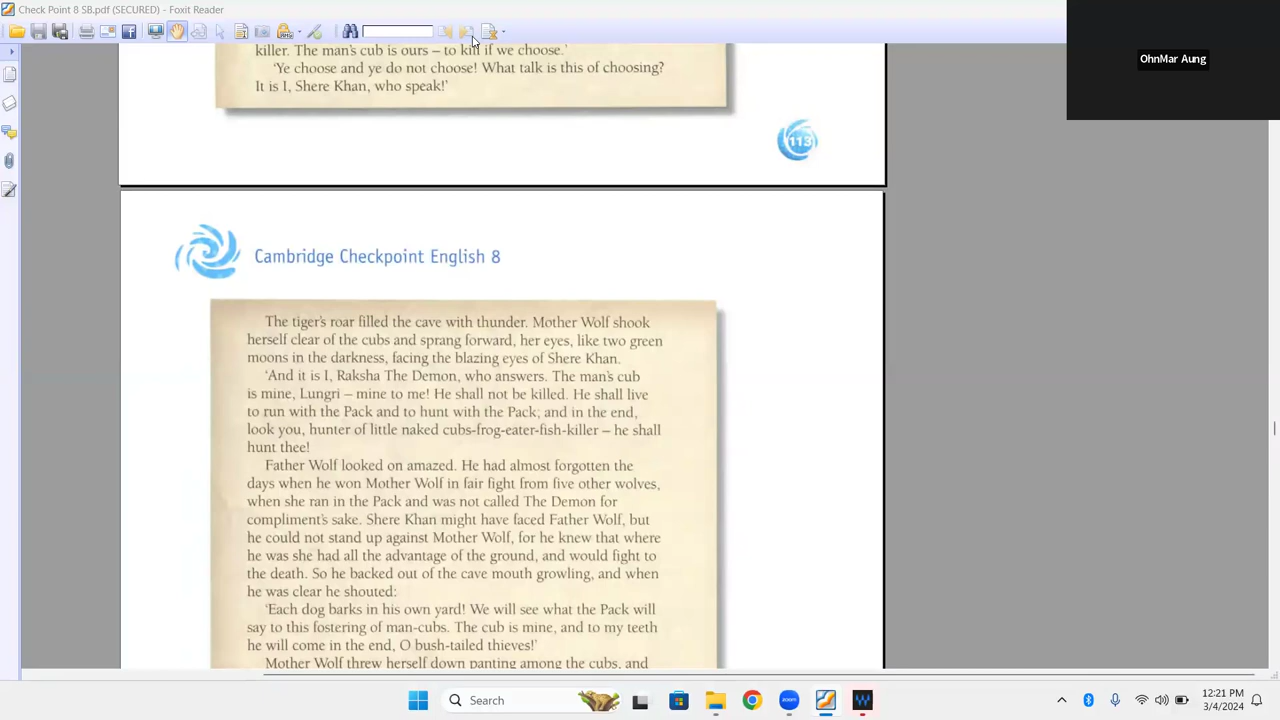 Check Point 8 SB.pdf (SECURED) - Foxit Reader
OhnMar Aung
killer. The man's cub is ours – to kill if we choose.'
'Ye choose and ye do not choose! What talk is this of choosing?
It is I, Shere Khan, who speak!'
113
Cambridge Checkpoint English 8
The tiger's roar filled the cave with thunder. Mother Wolf shook
herself clear of the cubs and sprang forward, her eyes, like two green
moons in the darkness, facing the blazing eyes of Shere Khan.
'And it is I, Raksha The Demon, who answers. The man's cub
is mine, Lungri – mine to me! He shall not be killed. He shall live
to run with the Pack and to hunt with the Pack; and in the end,
look you, hunter of little naked cubs-frog-eater-fish-killer – he shall
hunt thee!
Father Wolf looked on amazed. He had almost forgotten the
days when he won Mother Wolf in fair fight from five other wolves,
when she ran in the Pack and was not called The Demon for
compliment's sake. Shere Khan might have faced Father Wolf, but
he could not stand up against Mother Wolf, for he knew that where
he was she had all the advantage of the ground, and would fight to
the death. So he backed out of the cave mouth growling, and when
he was clear he shouted:
'Each dog barks in his own yard! We will see what the Pack will
say to this fostering of man-cubs. The cub is mine, and to my teeth
he will come in the end, O bush-tailed thieves!'
Mother Wolf threw herself down panting among the cubs, and
Search
zoom
12:21 PM
3/4/2024